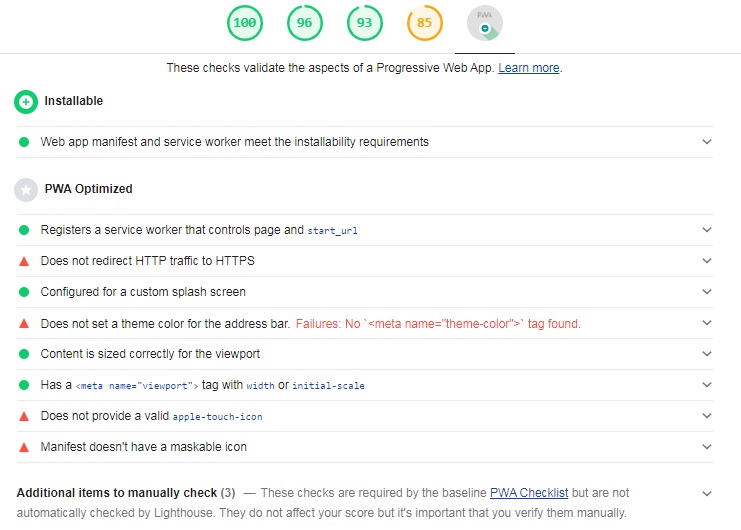 100 96 93 85 PWA
These checks validate the aspects of a Progressive Web App. Learn more.
Installable
Web app manifest and service worker meet the installability requirements
PWA Optimized
Registers a service worker that controls page and start_url
Does not redirect HTTP traffic to HTTPS
Configured for a custom splash screen
Does not set a theme color for the address bar. Failures: No `<meta name="theme-color">` tag found.
Content is sized correctly for the viewport
Has a <meta name="viewport"> tag with width or initial-scale
Does not provide a valid apple-touch-icon
Manifest doesn't have a maskable icon
Additional items to manually check (3) — These checks are required by the baseline PWA Checklist but are not
automatically checked by Lighthouse. They do not affect your score but it's important that you verify them manually.